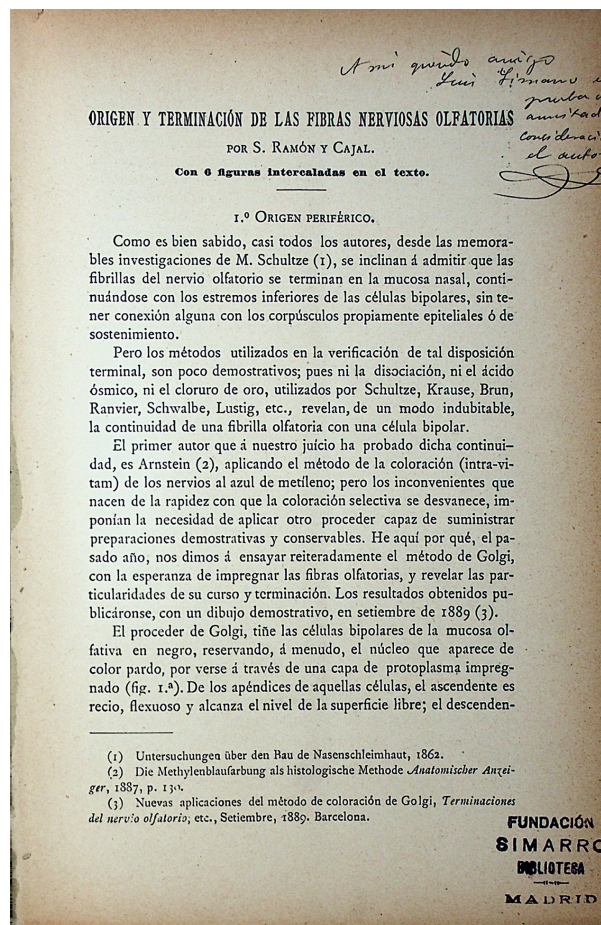 A mi querido amigo
Luis Simarro en
prueba de
amistad
consideraci
el autor
ORIGEN Y TERMINACIÓN DE LAS FIBRAS NERVIOSAS OLFATORIAS
POR S. RAMÓN Y CAJAL.
Con 6 figuras intercaladas en el texto.
1.º ORIGEN PERIFÉRICO.
Como es bien sabido, casi todos los autores, desde las memora-
bles investigaciones de M. Schultze (1), se inclinan á admitir que las
fibrillas del nervio olfatorio se terminan en la mucosa nasal, conti-
nuándose con los estremos inferiores de las células bipolares, sin te-
ner conexión alguna con los corpúsculos propiamente epiteliales ó de
sostenimiento.
Pero los métodos utilizados en la verificación de tal disposición
terminal, son poco demostrativos; pues ni la disociación, ni el ácido
ósmico, ni el cloruro de oro, utilizados por Schultze, Krause, Brun,
Ranvier, Schwalbe, Lustig, etc., revelan, de un modo indubitable,
la continuidad de una fibrilla olfatoria con una célula bipolar.
El primer autor que á nuestro juício ha probado dicha continui-
dad, es Arnstein (2), aplicando el método de la coloración (intra-vi-
tam) de los nervios al azul de metíleno; pero los inconvenientes que
nacen de la rapidez con que la coloración selectiva se desvanece, im-
ponían la necesidad de aplicar otro proceder capaz de suministrar
preparaciones demostrativas y conservables. He aquí por qué, el pa-
sado año, nos dimos á ensayar reiteradamente el método de Golgi,
con la esperanza de impregnar las fibras olfatorias, y revelar las par-
ticularidades de su curso y terminación. Los resultados obtenidos pu-
blicáronse, con un dibujo demostrativo, en setiembre de 1889 (3).
El proceder de Golgi, tiñe las células bipolares de la mucosa ol-
fativa en negro, reservando, á menudo, el núcleo que aparece de
color pardo, por verse á través de una capa de protoplasma impreg-
nado (fig. 1.ª). De los apéndices de aquellas células, el ascendente es
recio, flexuoso y alcanza el nivel de la superficie libre; el descenden-
(1) Untersuchungen über den Bau de Nasenschleimhaut, 1862.
(2) Die Methylenblaufarbung als histologische Methode Anatomischer Anzei-
ger, 1887, p. 130.
(3) Nuevas aplicaciones del método de coloración de Golgi, Terminaciones
del nervio olfatorio, etc., Setiembre, 1889. Barcelona.
FUNDACIÓN
SIMARRO
BIBLIOTECA
MADRID